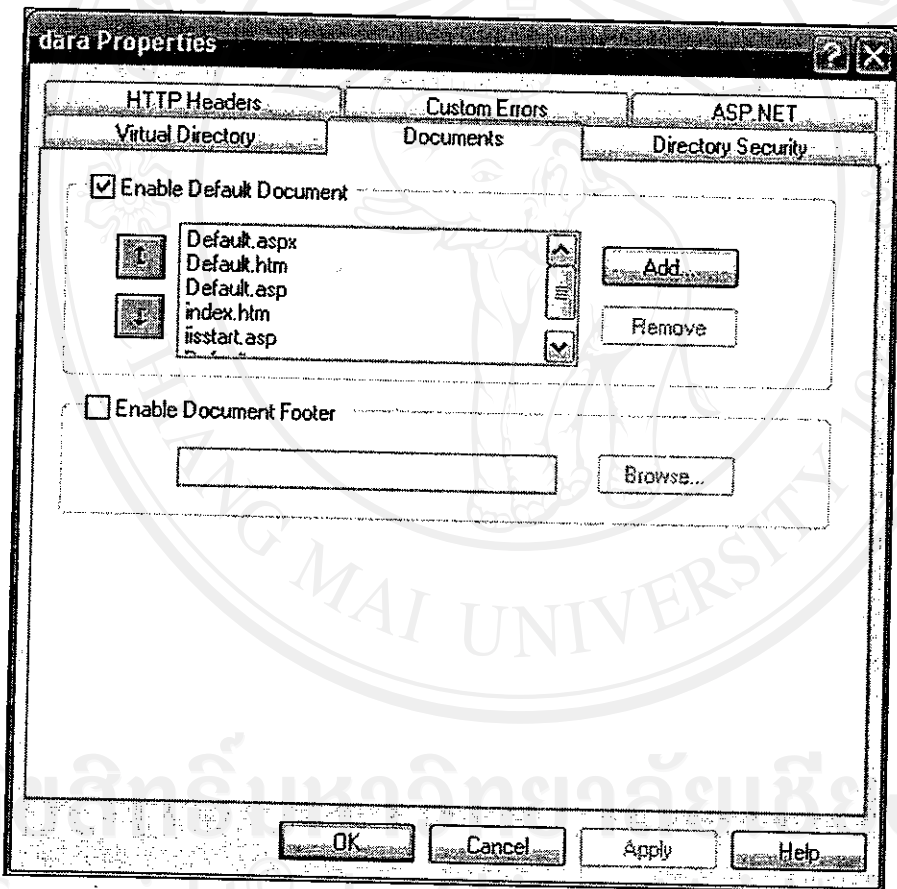 dara Properties
HTTP Headers
Custom Errors
ASP.NET
Virtual Directory
Documents
Directory Security
Enable Default Document
Default.aspx
Default.htm
Default.asp
index.htm
iisstart.asp
Add...
Remove
Enable Document Footer
Browse...
MAI UNIVERSITY
OK
Cancel
Apply
Help